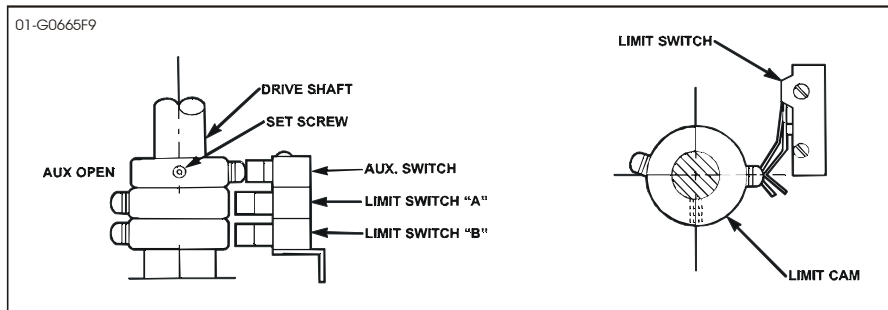 01-G0665F9
LIMIT SWITCH
DRIVE SHAFT
SET SCREW
AUX OPEN
AUX. SWITCH
LIMIT SWITCH "A"
LIMIT SWITCH "B"
LIMIT CAM